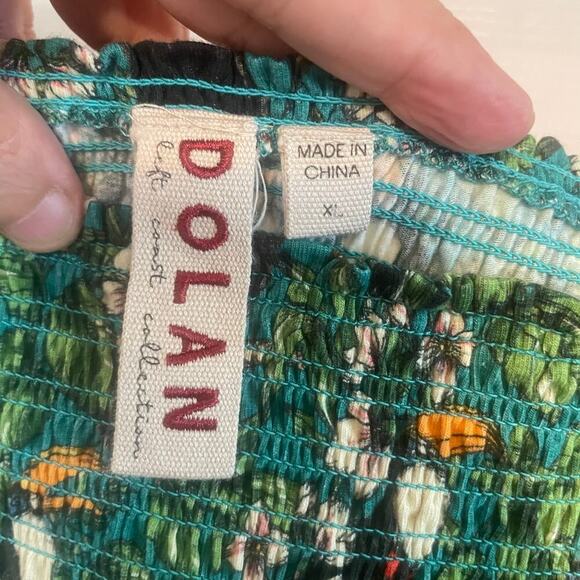 DOLAN
left coast collection
MADE IN
CHINA
XL